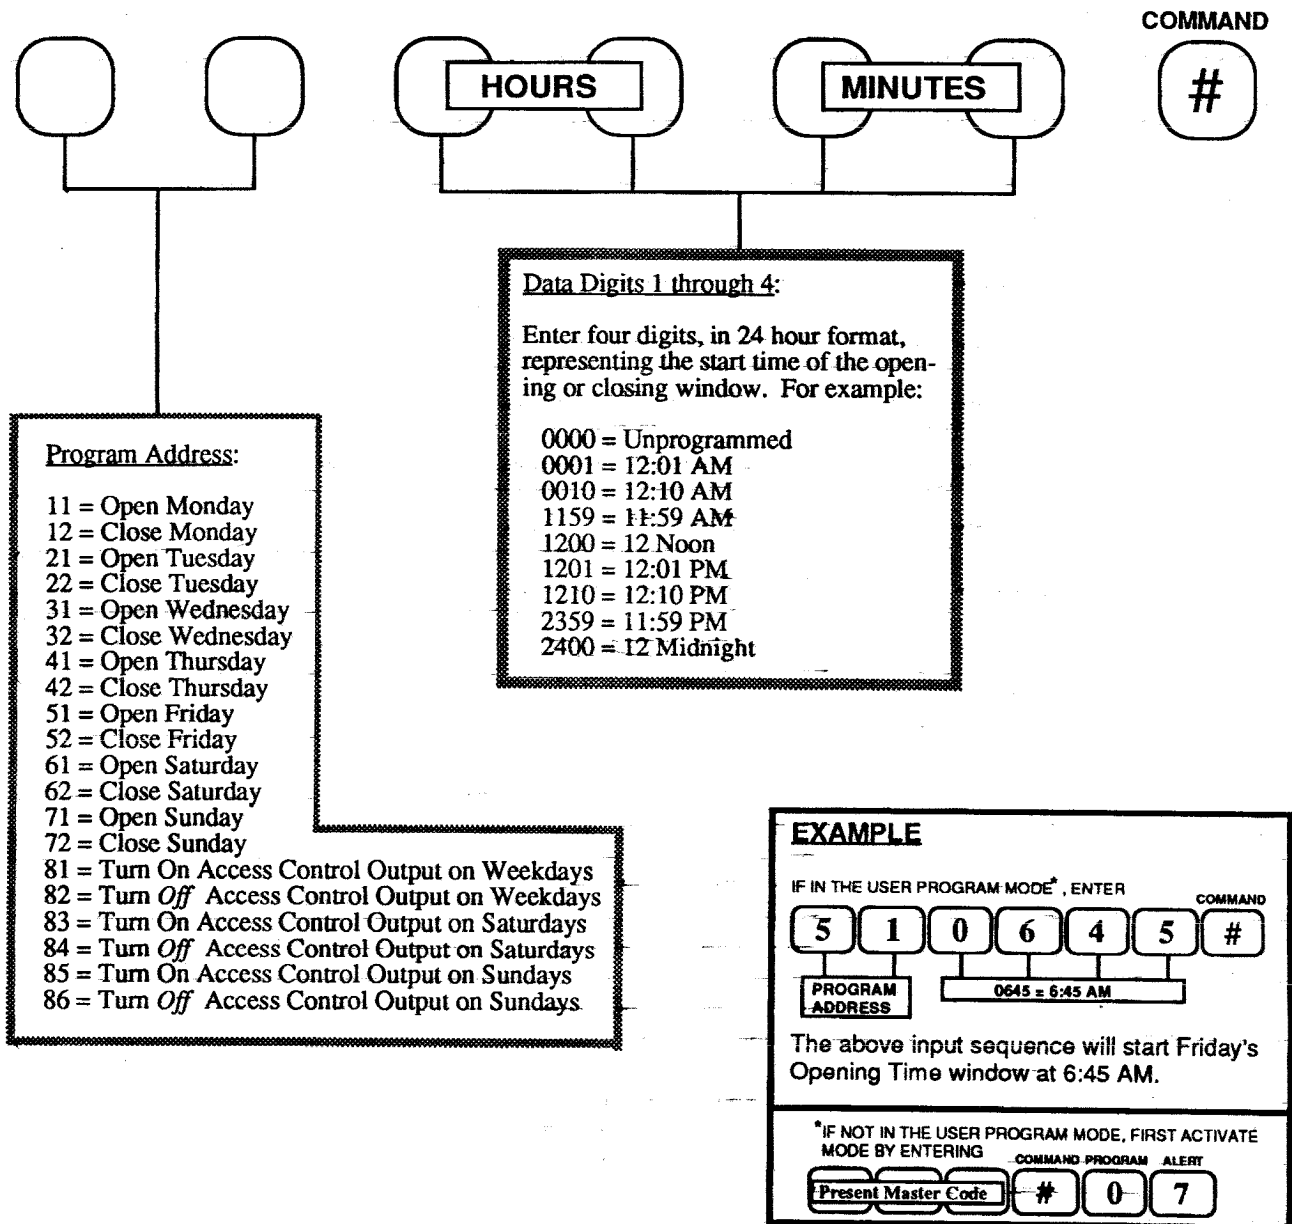 COMMAND
HOURS
MINUTES
#
Data Digits 1 through 4:
Enter four digits, in 24 hour format,
representing the start time of the open-
ing or closing window. For example:
0000 = Unprogrammed
0001 = 12:01 AM
0010 = 12:10 AM
1159 = 11:59 AM
1200 = 12 Noon
1201 = 12:01 PM
1210 = 12:10 PM
2359 = 11:59 PM
2400 = 12 Midnight
Program Address:
11 = Open Monday
12 = Close Monday
21 = Open Tuesday
22 = Close Tuesday
31 = Open Wednesday
32 = Close Wednesday
41 = Open Thursday
42 = Close Thursday
51 = Open Friday
52 = Close Friday
61 = Open Saturday
62 = Close Saturday
71 = Open Sunday
72 = Close Sunday
81 = Turn On Access Control Output on Weekdays
82 = Turn Off Access Control Output on Weekdays
83 = Turn On Access Control Output on Saturdays
84 = Turn Off Access Control Output on Saturdays
85 = Turn On Access Control Output on Sundays
86 = Turn Off Access Control Output on Sundays
EXAMPLE
IF IN THE USER PROGRAM MODE*, ENTER
COMMAND
5 1 0 6 4 5 #
PROGRAM
ADDRESS
0645 = 6:45 AM
The above input sequence will start Friday's
Opening Time window at 6:45 AM.
*IF NOT IN THE USER PROGRAM MODE, FIRST ACTIVATE
MODE BY ENTERING
COMMAND PROGRAM ALERT
Present Master Code # 0 7